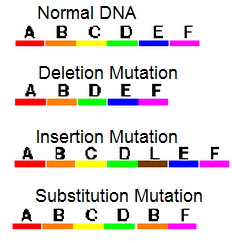 Normal DNA
A B C D E F
Deletion Mutation
A B D E F
Insertion Mutation
A B C D L E F
Substitution Mutation
A B C D B F